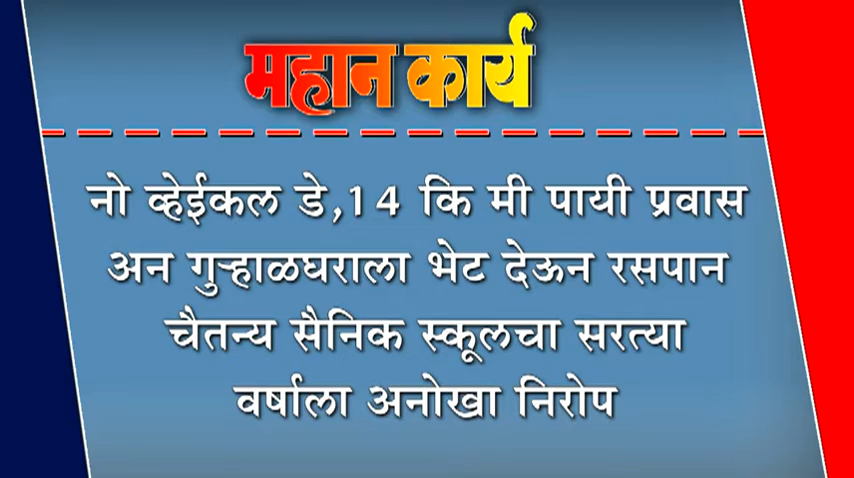 महान कार्य
नो व्हेईकल डे,14 कि मी पायी प्रवास
अन गुऱ्हाळघराला भेट देऊन रसपान
चैतन्य सैनिक स्कूलचा सरत्या
वर्षाला अनोखा निरोप